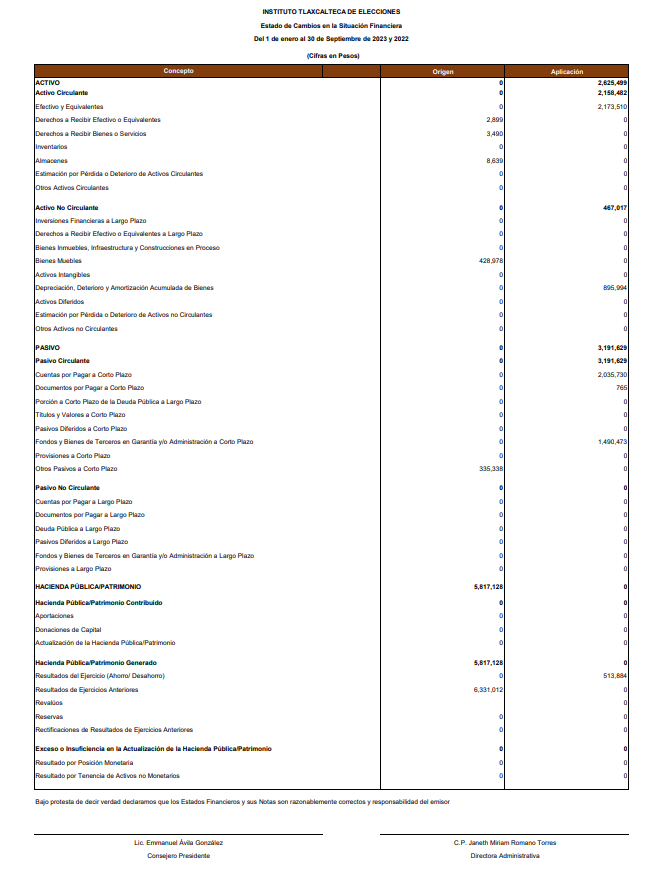 INSTITUTO TLAXCALTECA DE ELECCIONES
Estado de Cambios en la Situación Financiera
Del 1 de enero al 30 de Septiembre de 2023 y 2022
(Cifras en Pesos)
Concepto Origen Aplicación
ACTIVO 0 2,625,499
Activo Circulante 0 2,158,482
Efectivo y Equivalentes 0 2,173,510
Derechos a Recibir Efectivo o Equivalentes 2,899 0
Derechos a Recibir Bienes o Servicios 3,490 0
Inventarios 0 0
Almacenes 8,639 0
Estimación por Pérdida o Deterioro de Activos Circulantes 0 0
Otros Activos Circulantes 0 0
Activo No Circulante 0 467,017
Inversiones Financieras a Largo Plazo 0 0
Derechos a Recibir Efectivo o Equivalentes a Largo Plazo 0 0
Bienes Inmuebles, Infraestructura y Construcciones en Proceso 0 0
Bienes Muebles 428,978 0
Activos Intangibles 0 0
Depreciación, Deterioro y Amortización Acumulada de Bienes 0 895,994
Activos Diferidos 0 0
Estimación por Pérdida o Deterioro de Activos no Circulantes 0 0
Otros Activos no Circulantes 0 0
PASIVO 0 3,191,629
Pasivo Circulante 0 3,191,629
Cuentas por Pagar a Corto Plazo 0 2,035,730
Documentos por Pagar a Corto Plazo 0 765
Porción a Corto Plazo de la Deuda Pública a Largo Plazo 0 0
Títulos y Valores a Corto Plazo 0 0
Pasivos Diferidos a Corto Plazo 0 0
Fondos y Bienes de Terceros en Garantía y/o Administración a Corto Plazo 0 1,490,473
Provisiones a Corto Plazo 0 0
Otros Pasivos a Corto Plazo 335,338 0
Pasivo No Circulante 0 0
Cuentas por Pagar a Largo Plazo 0 0
Documentos por Pagar a Largo Plazo 0 0
Deuda Pública a Largo Plazo 0 0
Pasivos Diferidos a Largo Plazo 0 0
Fondos y Bienes de Terceros en Garantía y/o Administración a Largo Plazo 0 0
Provisiones a Largo Plazo 0 0
HACIENDA PÚBLICA/PATRIMONIO 5,817,128 0
Hacienda Pública/Patrimonio Contribuido 0 0
Aportaciones 0 0
Donaciones de Capital 0 0
Actualización de la Hacienda Pública/Patrimonio 0 0
Hacienda Pública/Patrimonio Generado 5,817,128 0
Resultados del Ejercicio (Ahorro/ Desahorro) 0 513,884
Resultados de Ejercicios Anteriores 6,331,012 0
Revalúos 0
Reservas 0 0
Rectificaciones de Resultados de Ejercicios Anteriores 0 0
Exceso o Insuficiencia en la Actualización de la Hacienda Pública/Patrimonio 0 0
Resultado por Posición Monetaria 0 0
Resultado por Tenencia de Activos no Monetarios 0 0
Bajo protesta de decir verdad declaramos que los Estados Financieros y sus Notas son razonablemente correctos y responsabilidad del emisor
Lic. Emmanuel Ávila González C.P. Janeth Miriam Romano Torres
Consejero Presidente Directora Administrativa